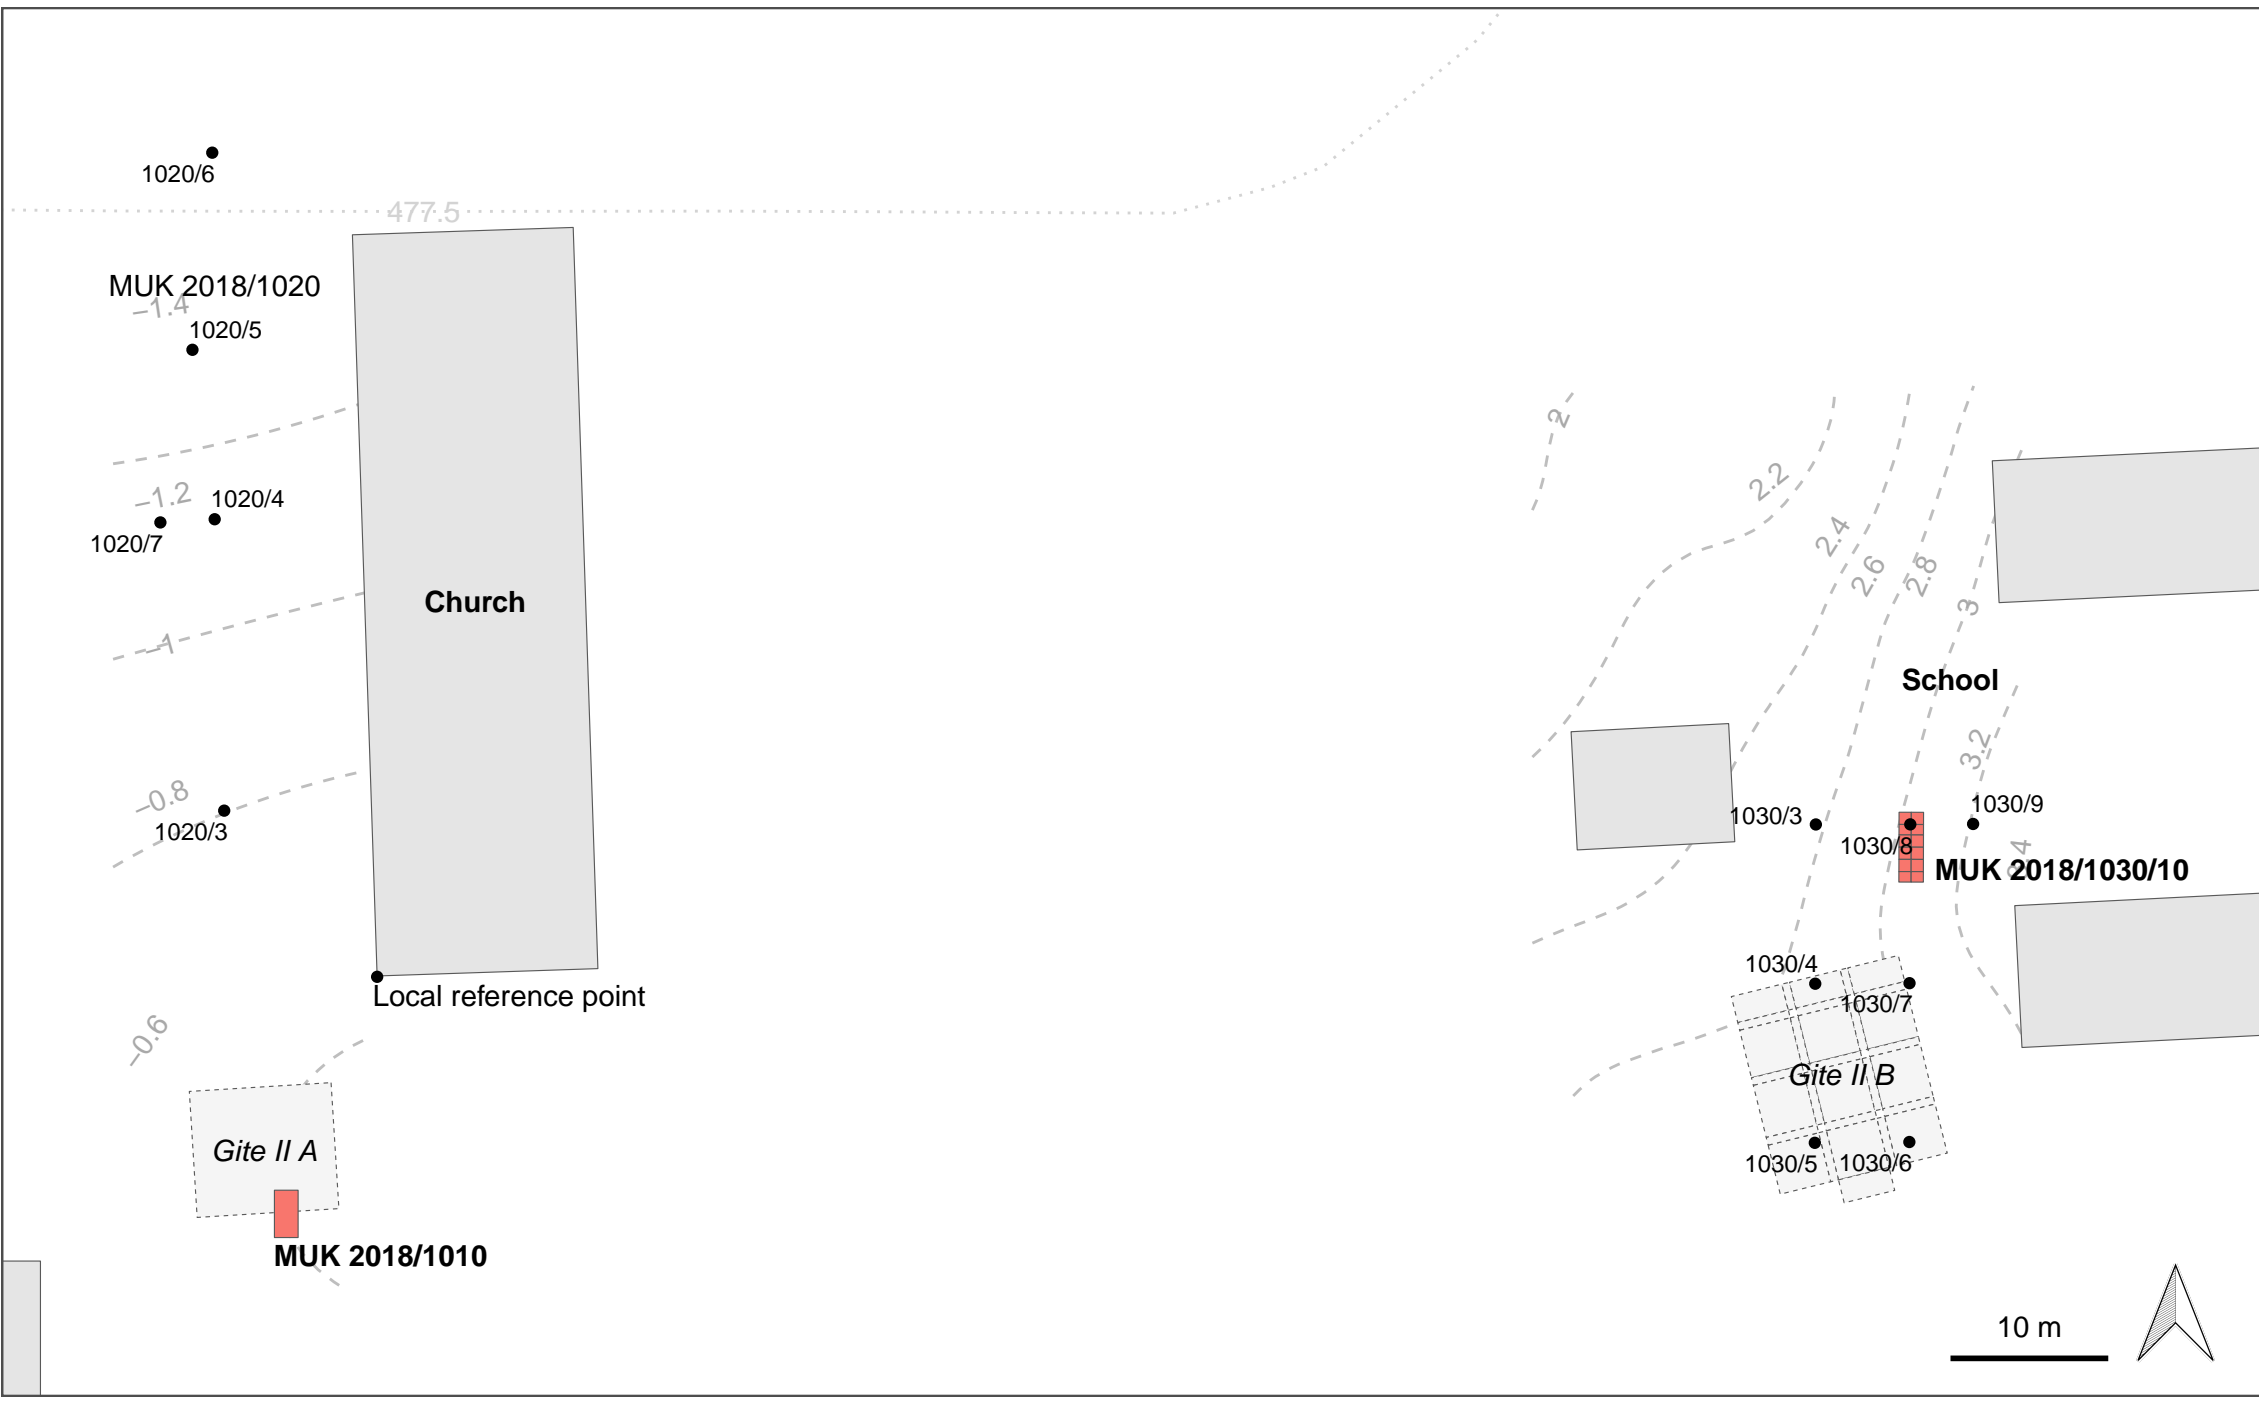 1020/6
477.5
MUK 2018/1020
–1.4
1020/5
2
2.2
–1.2
1020/4
1020/7
2.4
2.6
2.8
3
Church
–1
School
3.2
–0.8
1020/3
1030/3
1030/8
1030/9
MUK 2018/1030/10
1030/4
1030/7
Local reference point
–0.6
Gite II B
Gite II A
1030/5
1030/6
MUK 2018/1010
10 m